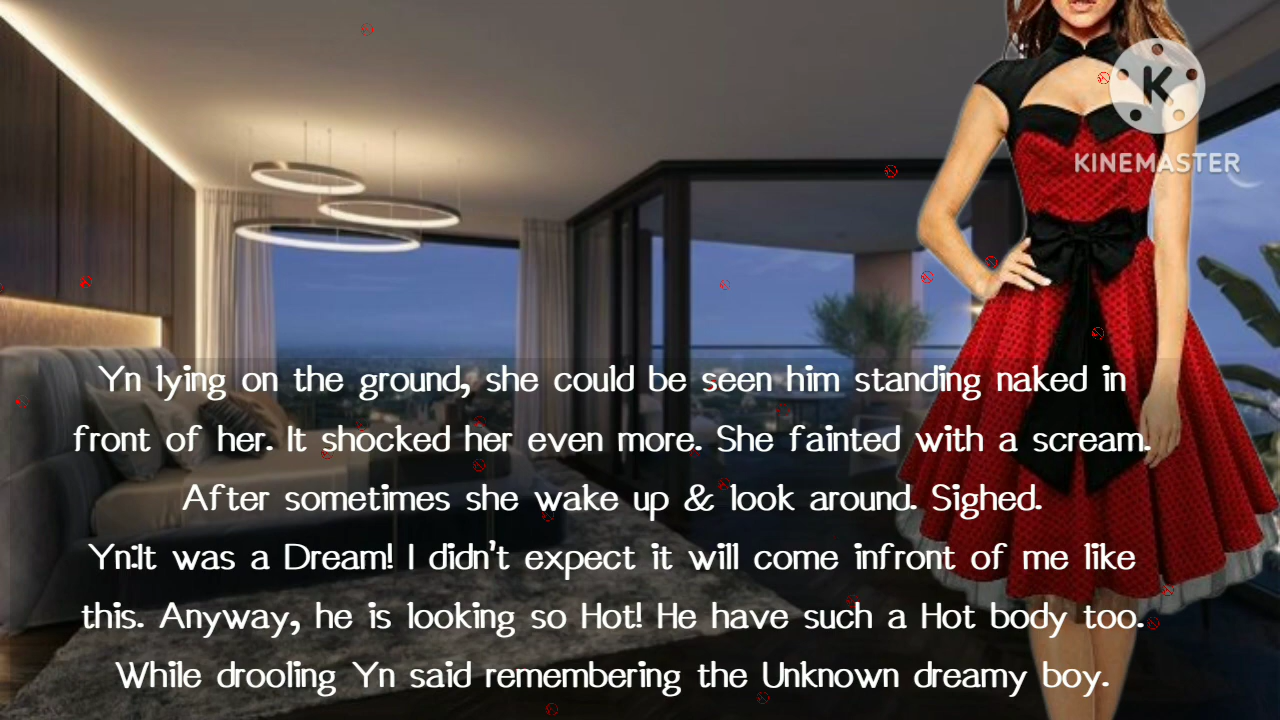 K
KINEMASTER
Yn lying on the ground, she could be seen him standing naked in
front of her. It shocked her even more. She fainted with a scream.
After sometimes she wake up & look around. Sighed.
Yn:It was a Dream! I didn't expect it will come infront of me like
this. Anyway, he is looking so Hot! He have such a Hot body too.
While drooling Yn said remembering the Unknown dreamy boy.